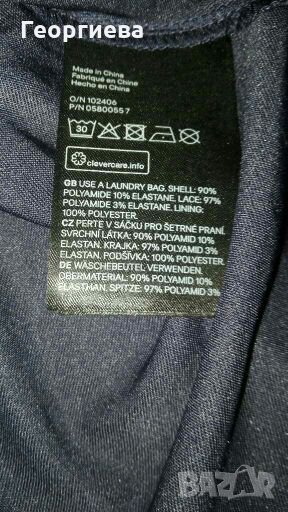 Георгиева
Made in China
Fabriqué en China
Hecho en China
O/N 102406
P/N 05800557
30
clevercare.info
GB USE A LAUNDRY BAG. SHELL: 90%
POLYAMIDE 10% ELASTANE. LACE: 97%
POLYAMIDE 3% ELASTANE. LINING:
100% POLYESTER.
CZ PERTE V SÁČKU PRO ŠETRNÉ PRANÍ.
SVRCHNÍ LÁTKA: 90% POLYAMID 10%
ELASTAN. KRAJKA: 97% POLYAMID 3%
ELASTAN. PODŠÍVKA: 100% POLYESTER.
DE WÄSCHEBEUTEL VERWENDEN.
OBERMATERIAL: 90% POLYAMID 10%
ELASTHAN. SPITZE: 97% POLYAMID 3%
BAZAR